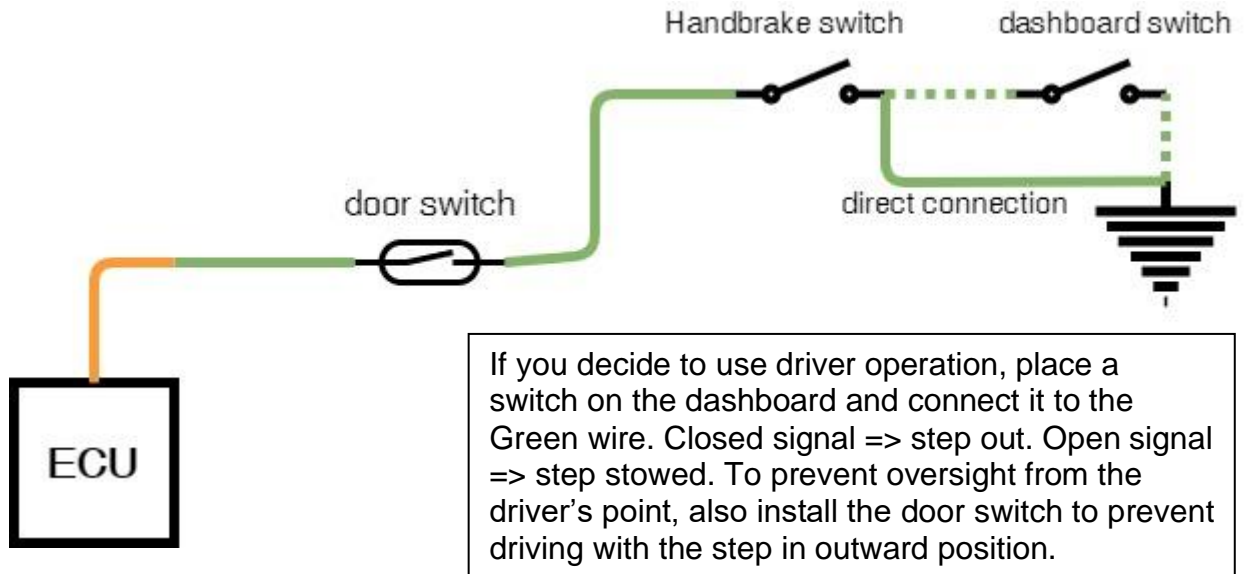 Handbrake switch dashboard switch
door switch
direct connection
ECU
If you decide to use driver operation, place a
switch on the dashboard and connect it to the
Green wire. Closed signal => step out. Open signal
=> step stowed. To prevent oversight from the
driver’s point, also install the door switch to prevent
driving with the step in outward position.